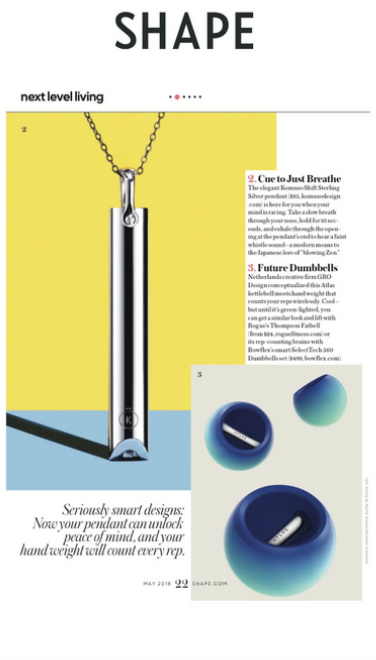 SHAPE
next level living
2
2. Cue to Just Breathe
The elegant Komuso Shift Sterling
Silver pendant ($105, komusodesign
.com) is here for you when your
mind is racing. Take a slow breath
through your nose, hold for 10 sec-
onds, and exhale through the open-
ing at the pendant's end to hear a faint
whistle sound—a modern means to
the Japanese lore of "blowing Zen."
3. Future Dumbbells
Netherlands creative firm GRO
Design conceptualized this Atlas
kettlebell meets hand weight that
counts your reps wirelessly. Cool—
but until it's green-lighted, you
can get a similar look and lift with
Rogue's Thompson Fatbell
(from $24, roguefitness.com) or
its rep-counting brains with
Bowflex's smart SelectTech 560
Dumbbells set ($499, bowflex.com).
3
K
Seriously smart designs:
Now your pendant can unlock
peace of mind, and your
hand weight will count every rep.
MAY 2018 22 SHAPE.COM